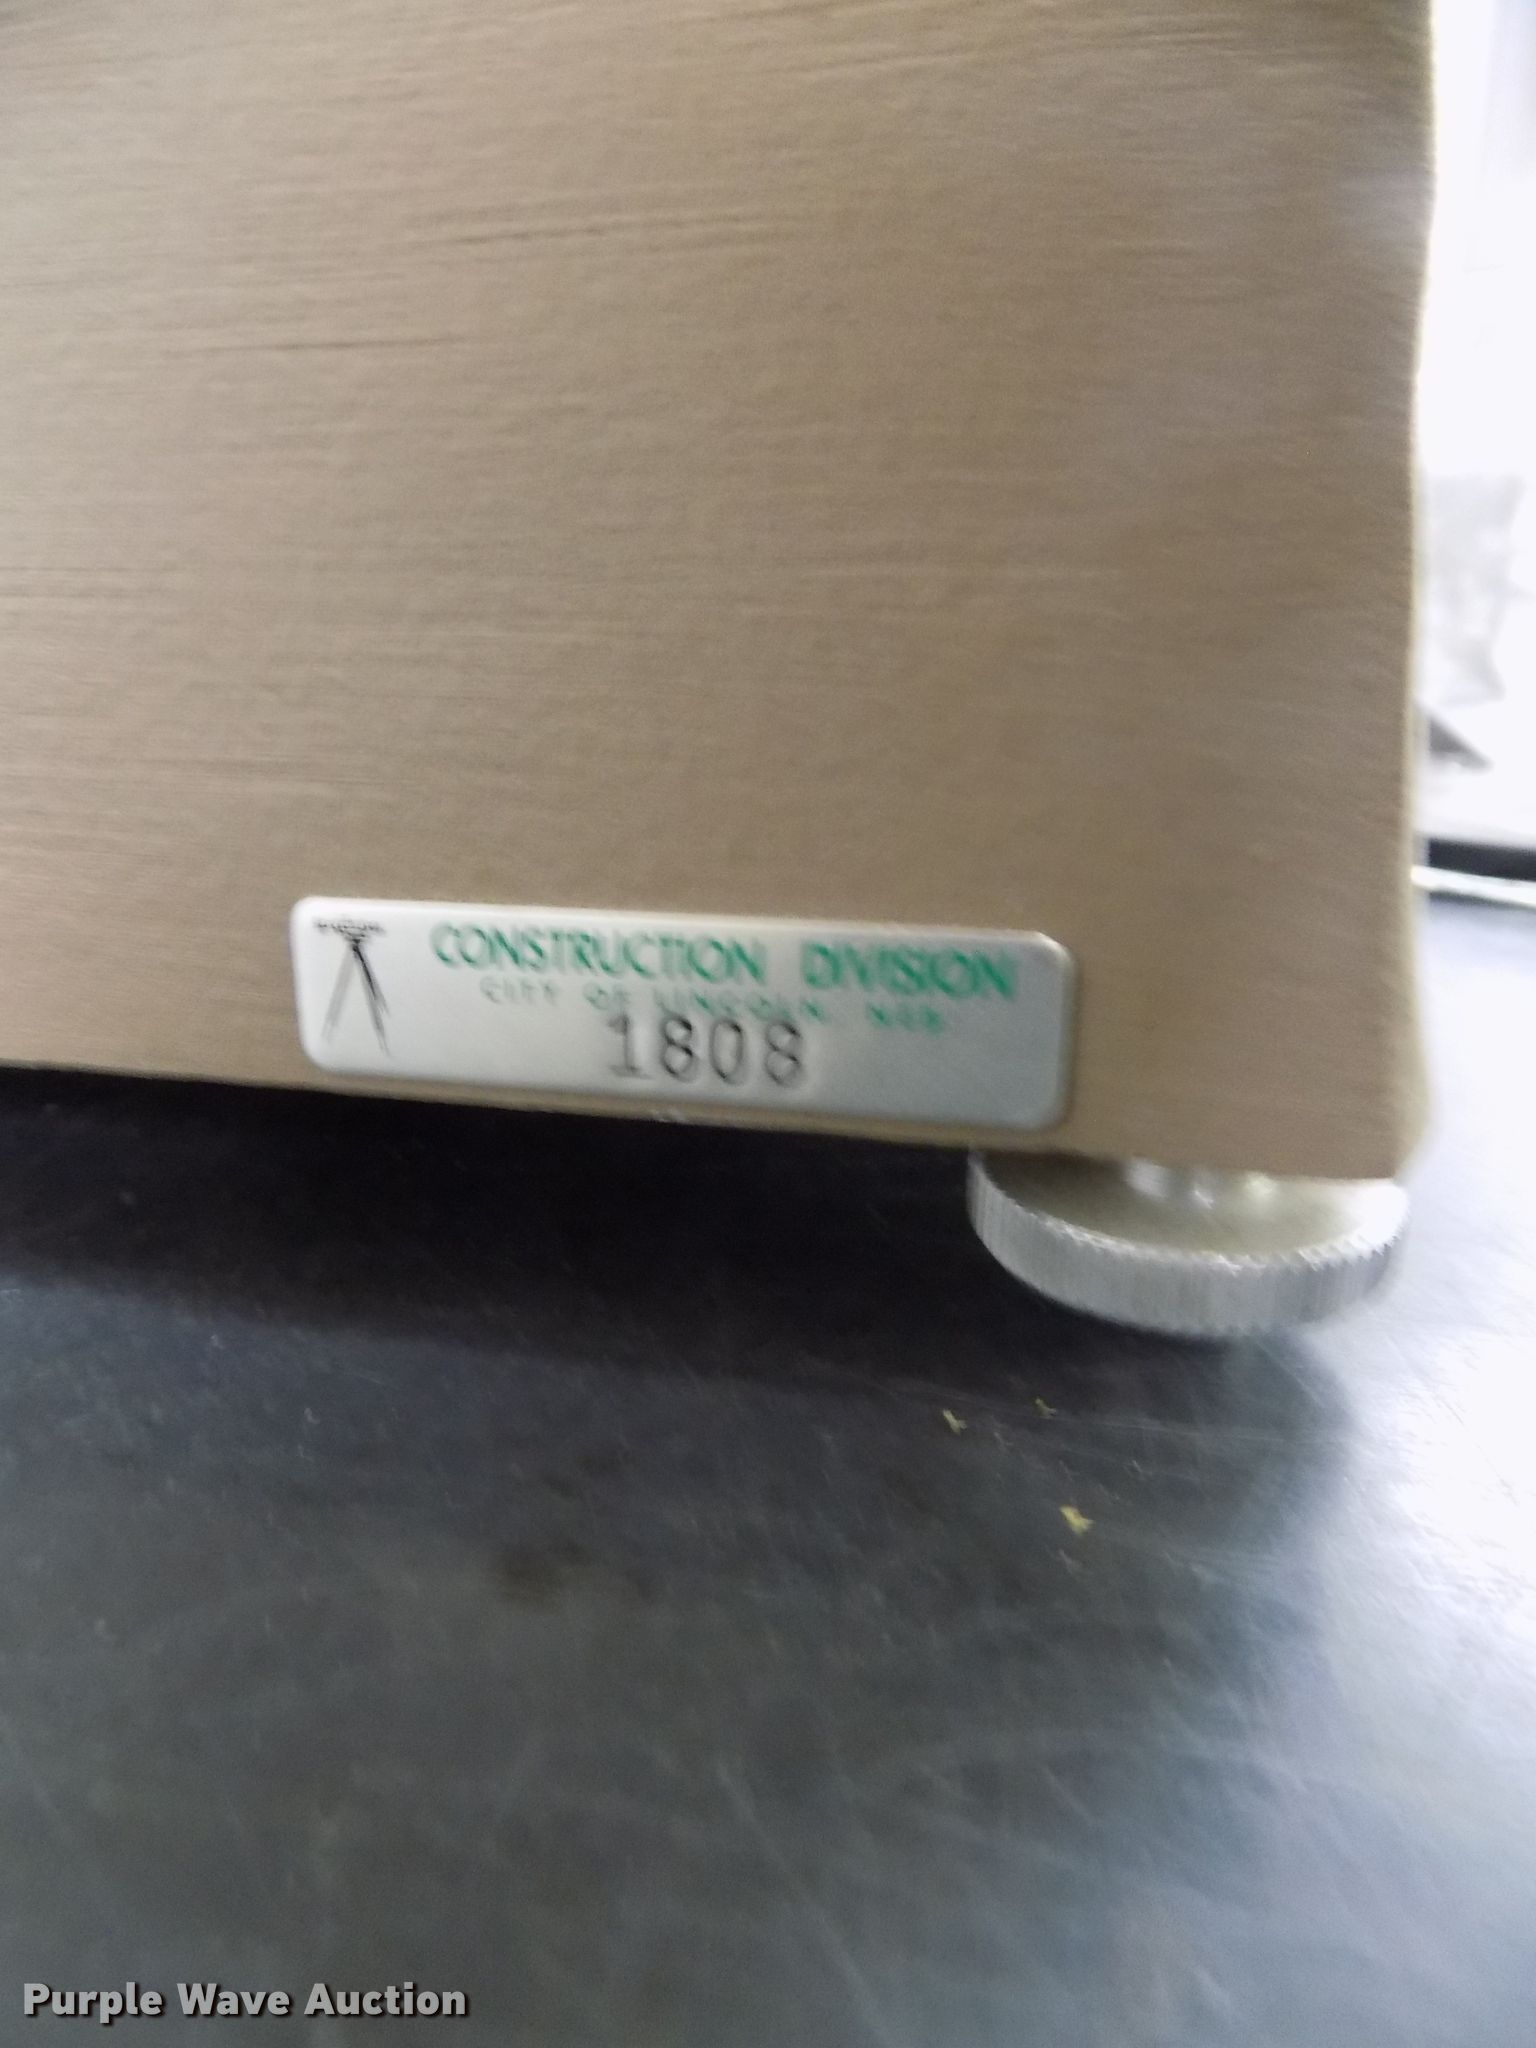 CONSTRUCTION DIVISION
CITY OF LINCOLN, NEB
1808
Purple Wave Auction